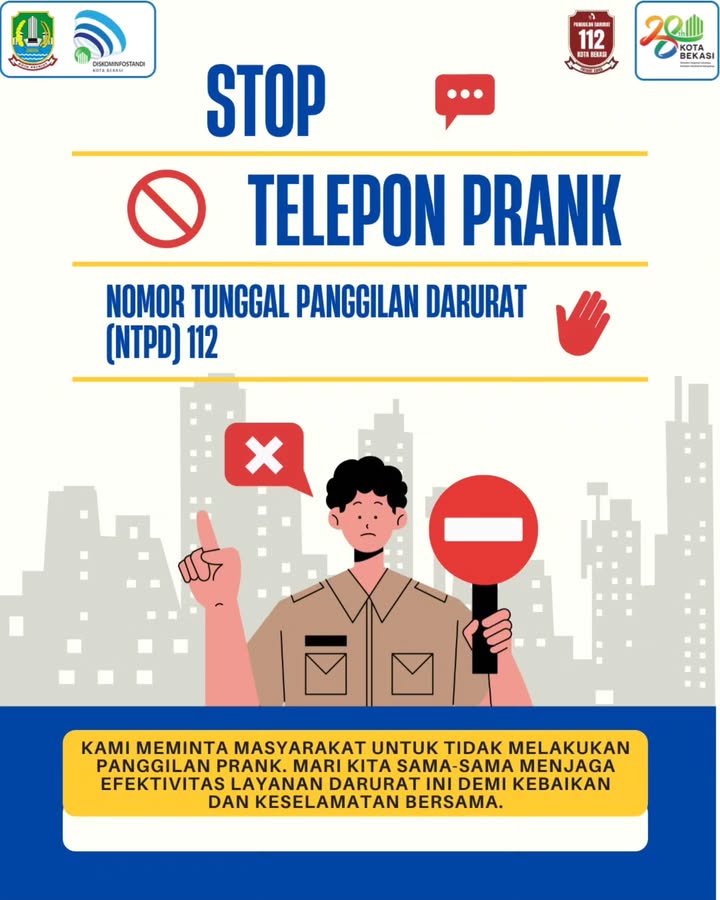 DISKOMINFOSTANDI
KOTA BEKASI
PANGGILAN DARURAT
112
KOTA BEKASI
28th
KOTA
BEKASI
STOP
TELEPON PRANK
NOMOR TUNGGAL PANGGILAN DARURAT
(NTPD) 112
KAMI MEMINTA MASYARAKAT UNTUK TIDAK MELAKUKAN
PANGGILAN PRANK. MARI KITA SAMA-SAMA MENJAGA
EFEKTIVITAS LAYANAN DARURAT INI DEMI KEBAIKAN
DAN KESELAMATAN BERSAMA.